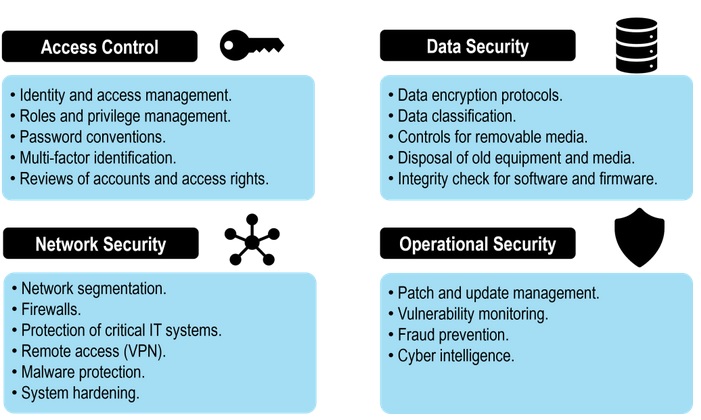 Access Control
• Identity and access management.
• Roles and privilege management.
• Password conventions.
• Multi-factor identification.
• Reviews of accounts and access rights.
Data Security
• Data encryption protocols.
• Data classification.
• Controls for removable media.
• Disposal of old equipment and media.
• Integrity check for software and firmware.
Network Security
• Network segmentation.
• Firewalls.
• Protection of critical IT systems.
• Remote access (VPN).
• Malware protection.
• System hardening.
Operational Security
• Patch and update management.
• Vulnerability monitoring.
• Fraud prevention.
• Cyber intelligence.